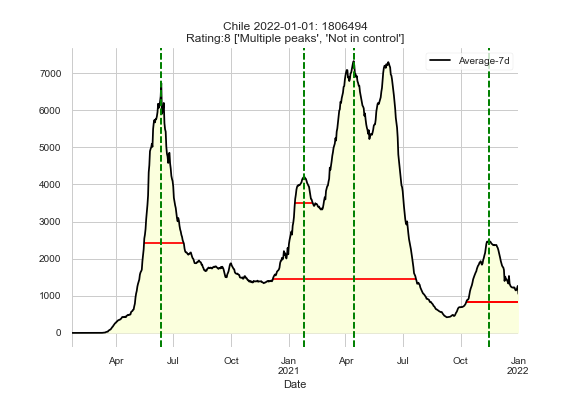 Chile 2022-01-01: 1806494
Rating:8 ['Multiple peaks', 'Not in control']
Average-7d
7000
6000
5000
4000
3000
2000
1000
0
Apr Jul Oct Jan Apr Jul Oct Jan
2021 2022
Date